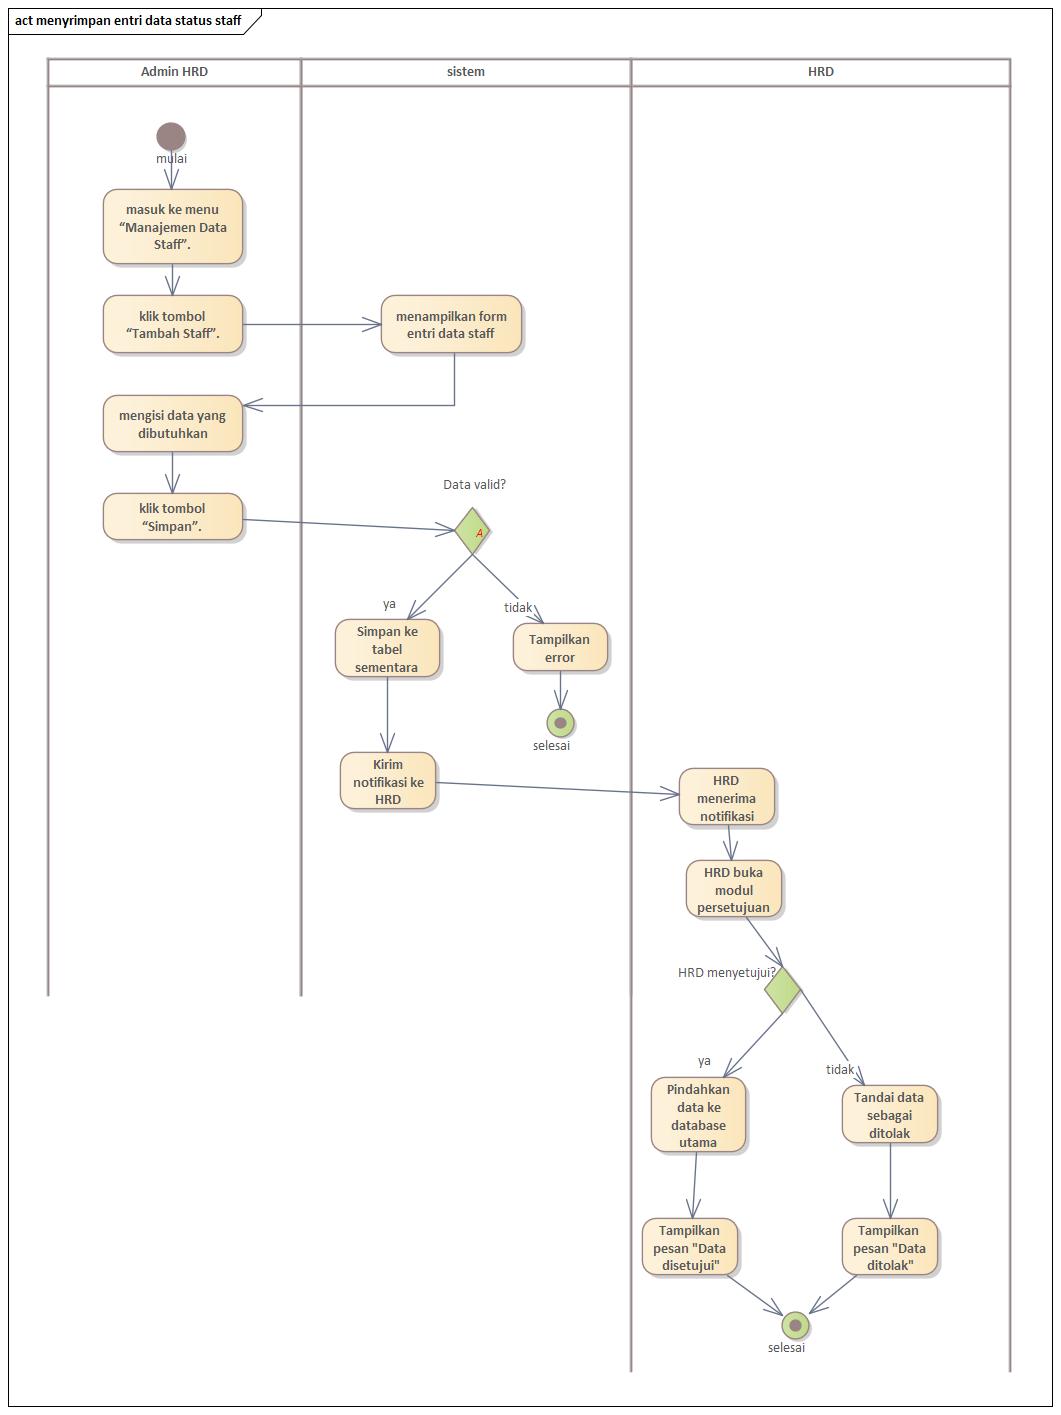 act menyrimpan entri data status staff
Admin HRD
sistem
HRD
mulai
masuk ke menu
“Manajemen Data
Staff”.
klik tombol
“Tambah Staff”.
menampilkan form
entri data staff
mengisi data yang
dibutuhkan
klik tombol
“Simpan”.
Data valid?
A
ya
tidak
Simpan ke
tabel
sementara
Tampilkan
error
selesai
Kirim
notifikasi ke
HRD
HRD
menerima
notifikasi
HRD buka
modul
persetujuan
HRD menyetujui?
ya
tidak
Pindahkan
data ke
database
utama
Tandai data
sebagai
ditolak
Tampilkan
pesan "Data
disetujui"
Tampilkan
pesan "Data
ditolak"
selesai